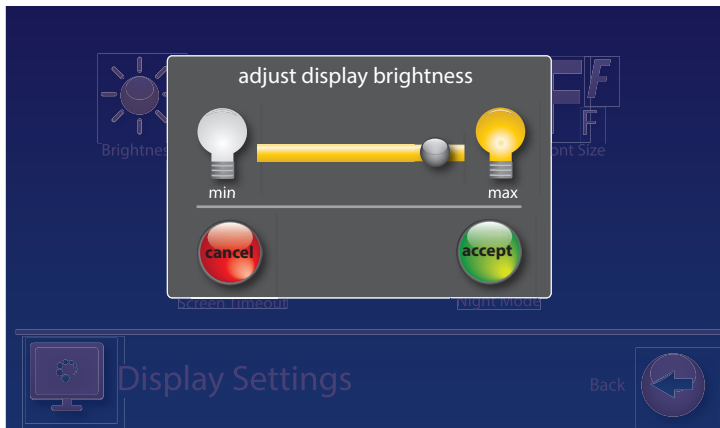 adjust display brightness
min
max
cancel
accept
Brightness
Font Size
F
F
F
Screen Timeout
Night Mode
Display Settings
Back